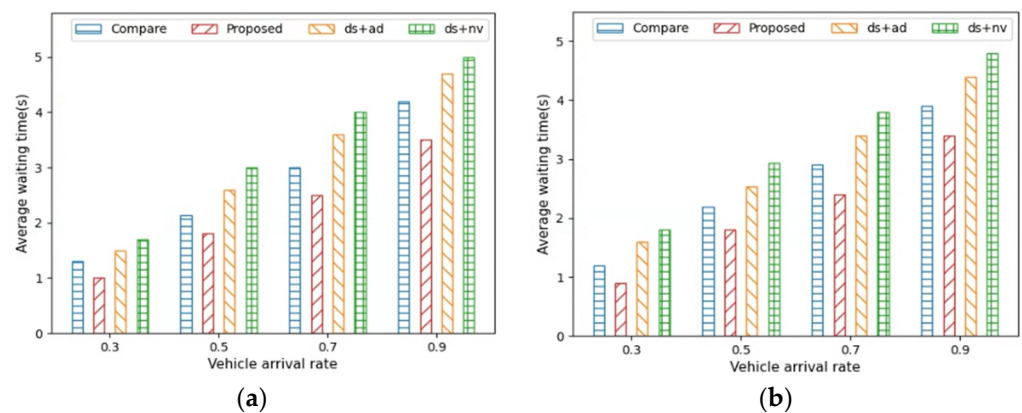 Compare Proposed ds+ad ds+nv
Average waiting time(s)
5
4
3
2
1
0
0.3 0.5 0.7 0.9
Vehicle arrival rate
(a)
Compare Proposed ds+ad ds+nv
Average waiting time(s)
5
4
3
2
1
0
0.3 0.5 0.7 0.9
Vehicle arrival rate
(b)